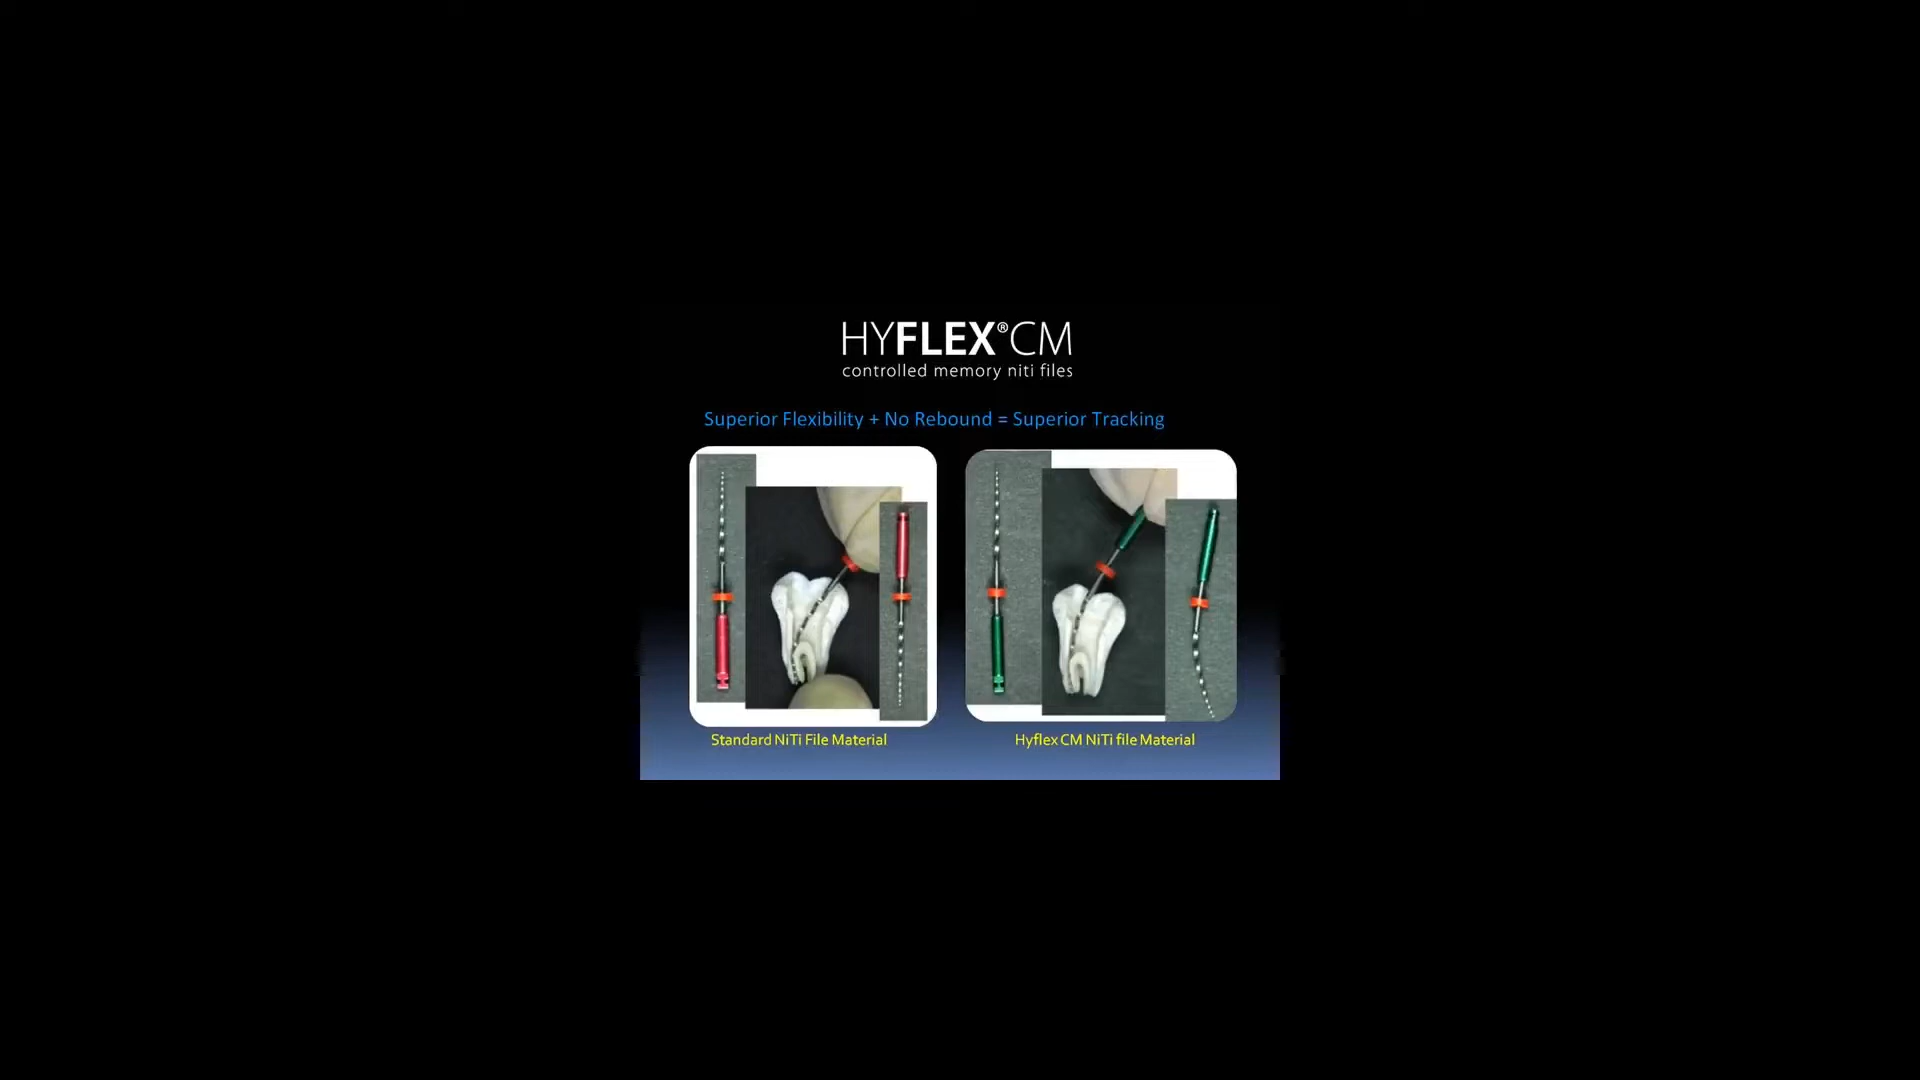 HYFLEX®CM
controlled memory niti files
Superior Flexibility + No Rebound = Superior Tracking
Standard NiTi File Material
Hyflex CM NiTi file Material